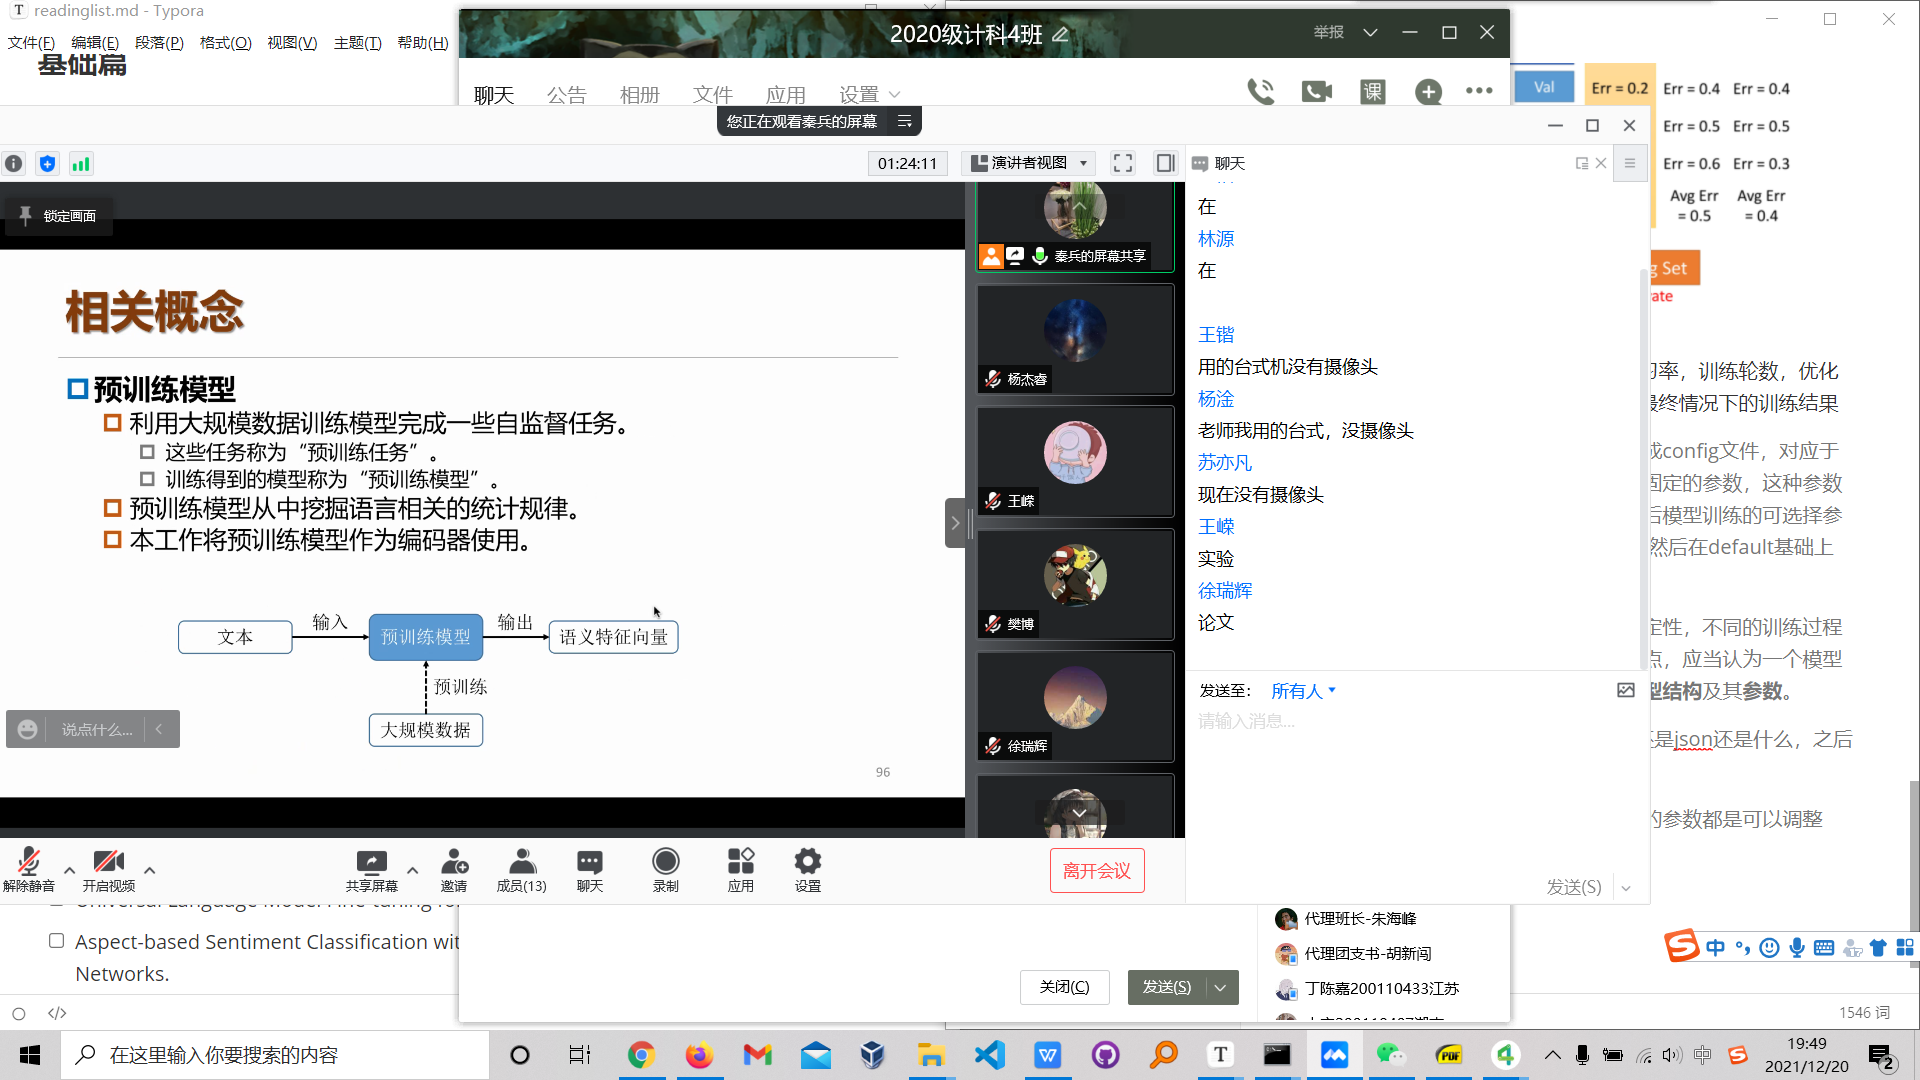 readinglist.md - Typora
文件(F) 编辑(E) 段落(P) 格式(O) 视图(V) 主题(T) 帮助(H)
基础篇
2020级计科4班
举报
聊天 公告 相册 文件 应用 设置
课
您正在观看秦兵的屏幕
01:24:11
演讲者视图
锁定画面
相关概念
预训练模型
利用大规模数据训练模型完成一些自监督任务。
这些任务称为“预训练任务”。
训练得到的模型称为“预训练模型”。
预训练模型从中挖掘语言相关的统计规律。
本工作将预训练模型作为编码器使用。
文本
输入
预训练模型
输出
语义特征向量
预训练
大规模数据
96
说点什么...
秦兵的屏幕共享
杨杰睿
王嵘
樊博
徐瑞辉
解除静音
开启视频
共享屏幕
邀请
成员(13)
聊天
录制
应用
设置
离开会议
聊天
在
林源
在
王锴
用的台式机没有摄像头
杨淦
老师我用的台式，没摄像头
苏亦凡
现在没有摄像头
王嵘
实验
徐瑞辉
论文
发送至： 所有人
请输入消息...
发送(S)
Val Err = 0.2 Err = 0.4 Err = 0.4
Err = 0.5 Err = 0.5
Err = 0.6 Err = 0.3
Avg Err = 0.5
Avg Err = 0.4
g Set
ate
率，训练轮数，优化
最终情况下的训练结果
成config文件，对应于
固定的参数，这种参数
后模型训练的可选择参
然后在default基础上
定性，不同的训练过程
点，应当认为一个模型
型结构及其参数。
是json还是什么，之后
的参数都是可以调整
Aspect-based Sentiment Classification wit
Networks.
代理班长-朱海峰
代理团支书-胡新闯
丁陈嘉200110433江苏
关闭(C)
发送(S)
中
1546 词
在这里输入你要搜索的内容
PDF
中
19:49
2021/12/20
2